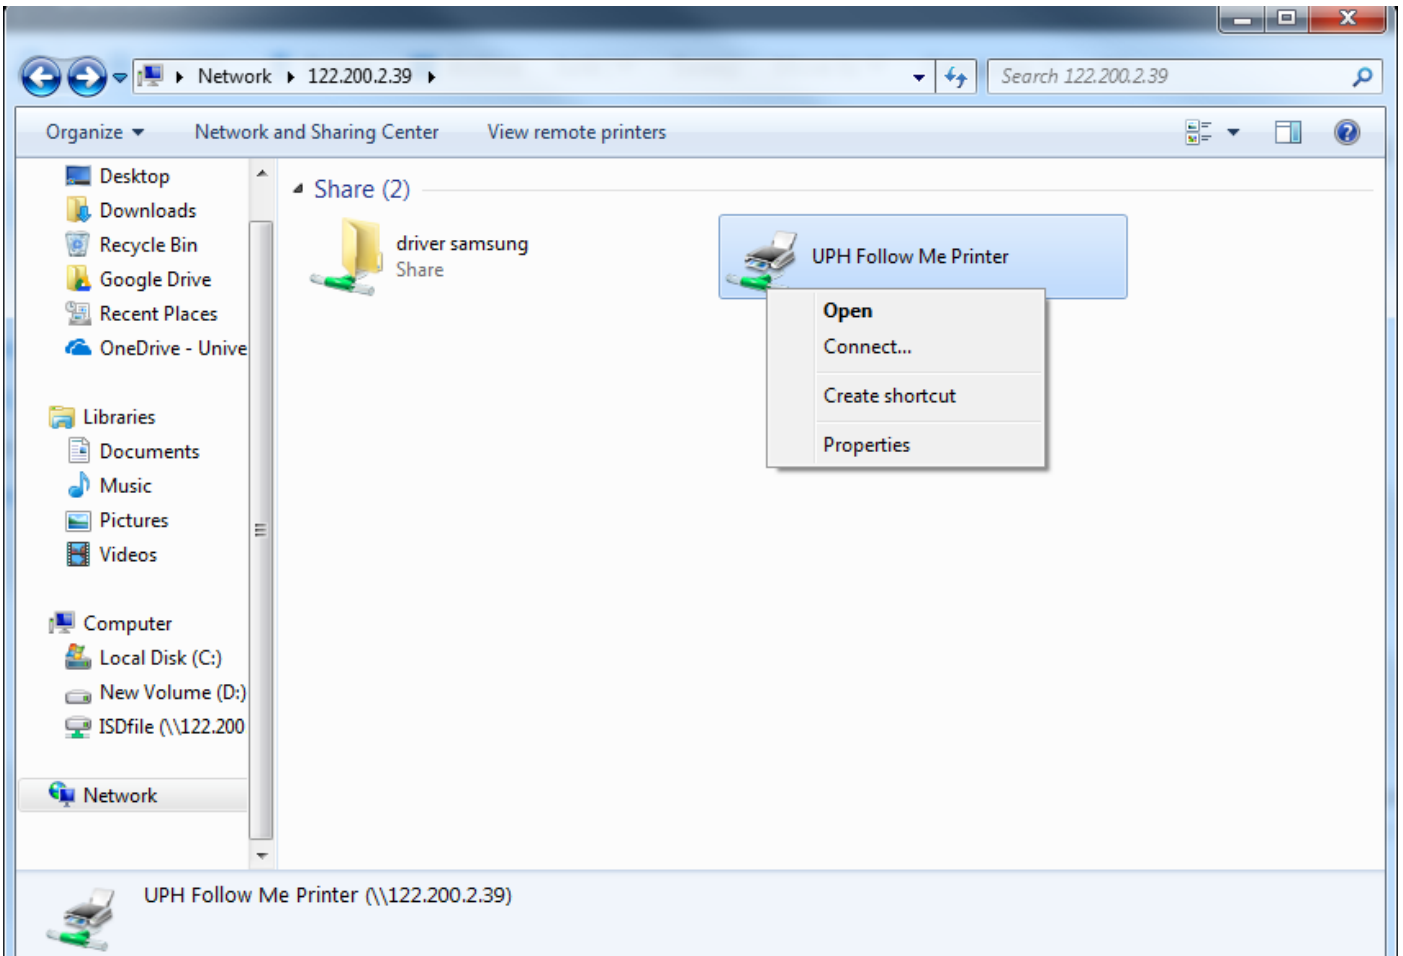 Network
122.200.2.39
Search 122.200.2.39
Organize
Network and Sharing Center
View remote printers
Desktop
Downloads
Recycle Bin
Google Drive
Recent Places
OneDrive - Unive
Libraries
Documents
Music
Pictures
Videos
Computer
Local Disk (C:)
New Volume (D:)
ISDfile (\\122.200
Network
Share (2)
driver samsung
Share
UPH Follow Me Printer
Open
Connect...
Create shortcut
Properties
UPH Follow Me Printer (\\122.200.2.39)